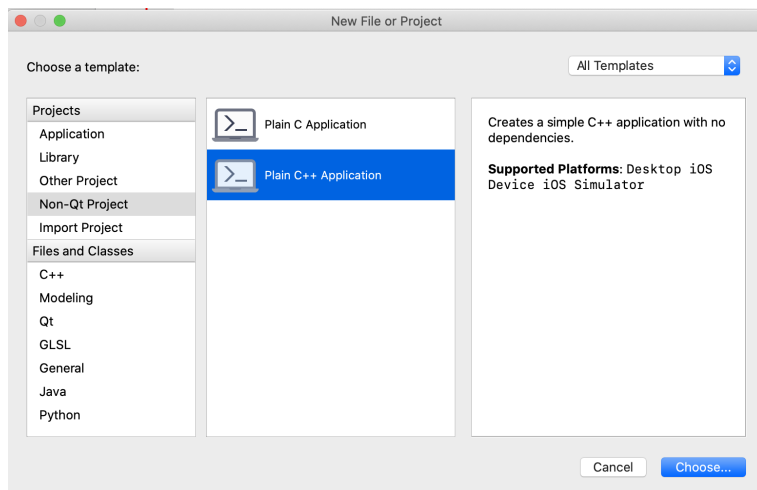 New File or Project
Choose a template:
All Templates
Projects
Application
Library
Other Project
Non-Qt Project
Import Project
Files and Classes
C++
Modeling
Qt
GLSL
General
Java
Python
Plain C Application
Plain C++ Application
Creates a simple C++ application with no
dependencies.
Supported Platforms: Desktop iOS
Device iOS Simulator
Cancel
Choose...